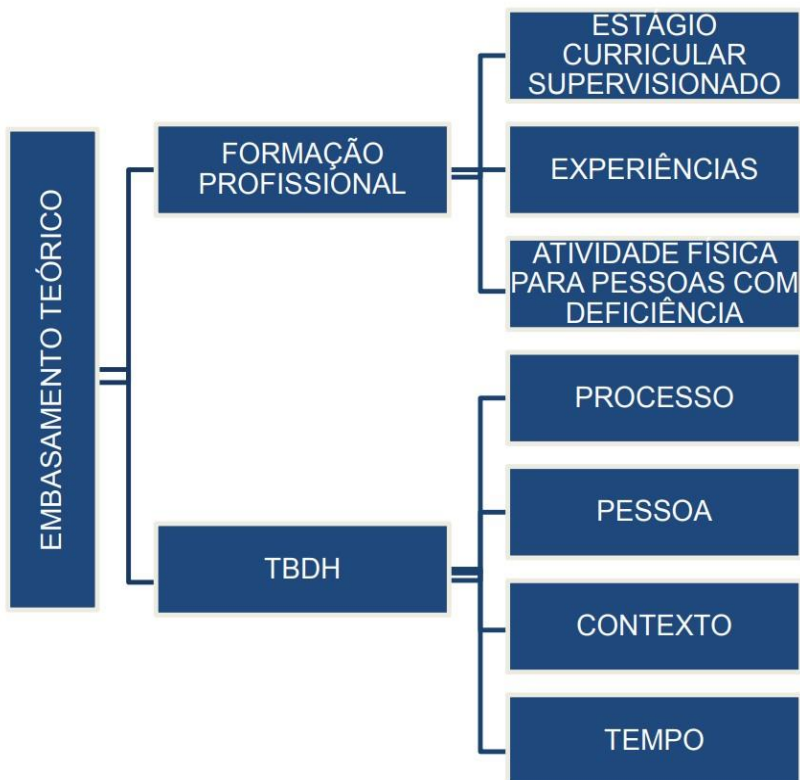 EMBASAMENTO TEÓRICO
FORMAÇÃO
PROFISSIONAL
ESTÁGIO
CURRICULAR
SUPERVISIONADO
EXPERIÊNCIAS
ATIVIDADE FÍSICA
PARA PESSOAS COM
DEFICIÊNCIA
TBDH
PROCESSO
PESSOA
CONTEXTO
TEMPO